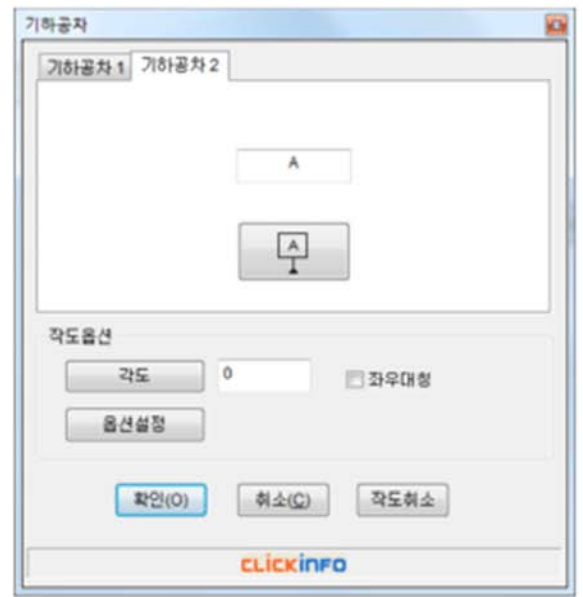 기하공차
기하공차 1 기하공차 2
A
A
작도옵션
각도 0 좌우대칭
옵션설정
확인(O) 취소(C) 작도취소
CLiCKiNFO